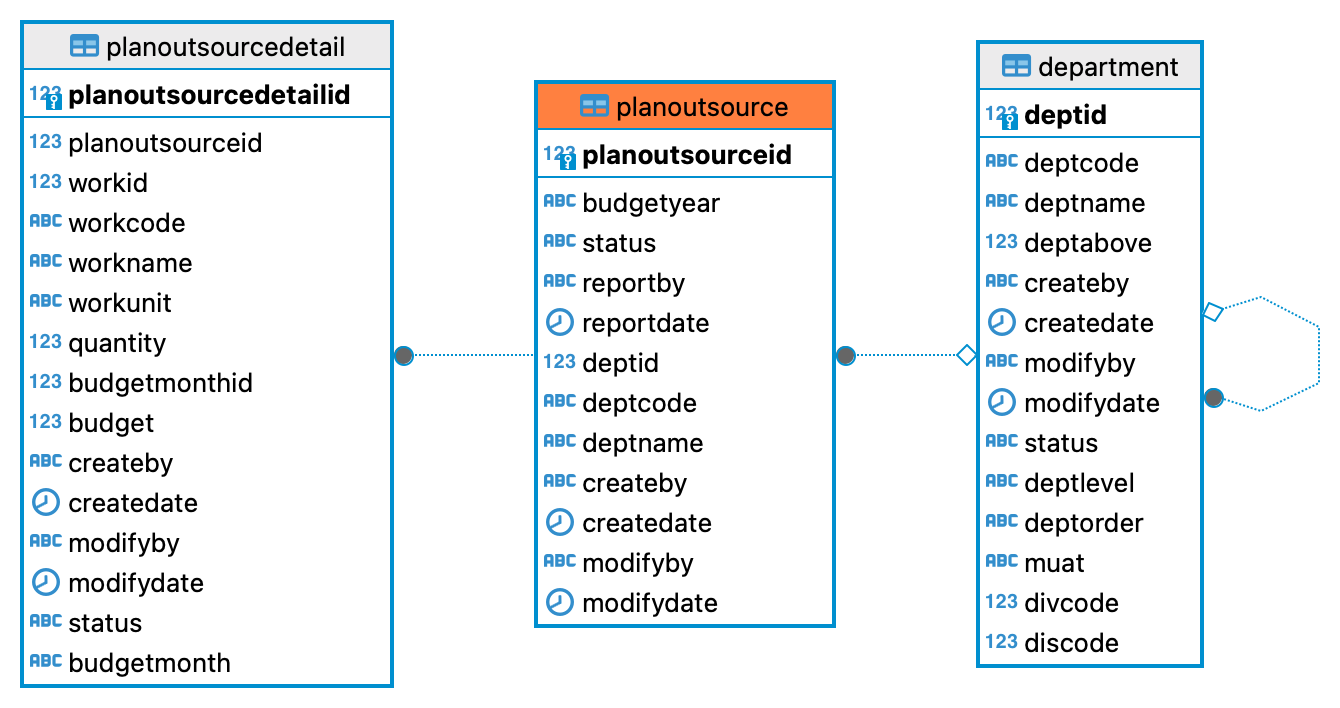 planoutsourcedetail
123 planoutsourcedetailid
123 planoutsourceid
123 workid
ABC workcode
ABC workname
ABC workunit
123 quantity
123 budgetmonthid
123 budget
ABC createby
createdate
ABC modifyby
modifydate
ABC status
ABC budgetmonth
planoutsource
123 planoutsourceid
ABC budgetyear
ABC status
ABC reportby
reportdate
123 deptid
ABC deptcode
ABC deptname
ABC createby
createdate
ABC modifyby
modifydate
department
123 deptid
ABC deptcode
ABC deptname
123 deptabove
ABC createby
createdate
ABC modifyby
modifydate
ABC status
ABC deptlevel
ABC deptorder
ABC muat
123 divcode
123 discode